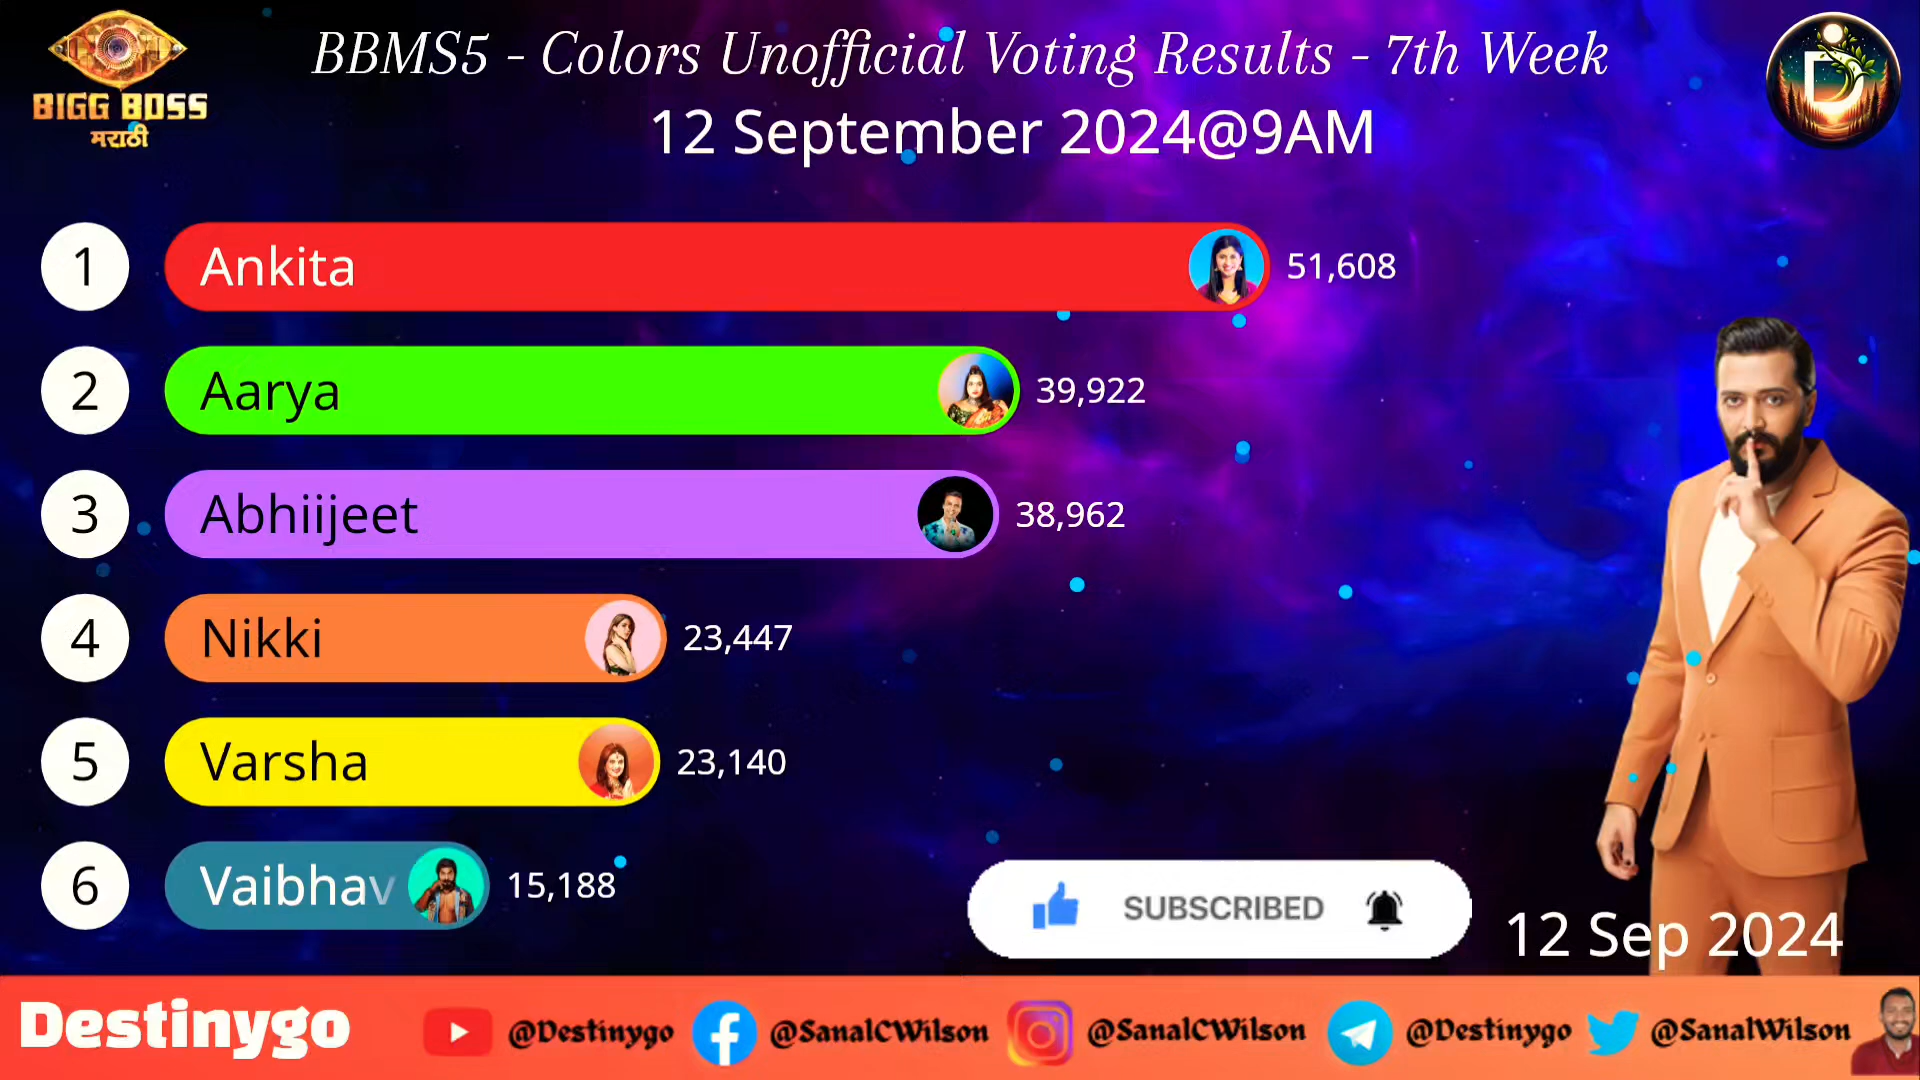 BBMS5 - Colors Unofficial Voting Results - 7th Week
12 September 2024@9AM
BIGG BOSS
मराठी
D
1 Ankita 51,608
2 Aarya 39,922
3 Abhiijeet 38,962
4 Nikki 23,447
5 Varsha 23,140
6 Vaibhav 15,188
SUBSCRIBED
12 Sep 2024
Destinygo @Destinygo @SanalCWilson @SanalCWilson @Destinygo @SanalWilson